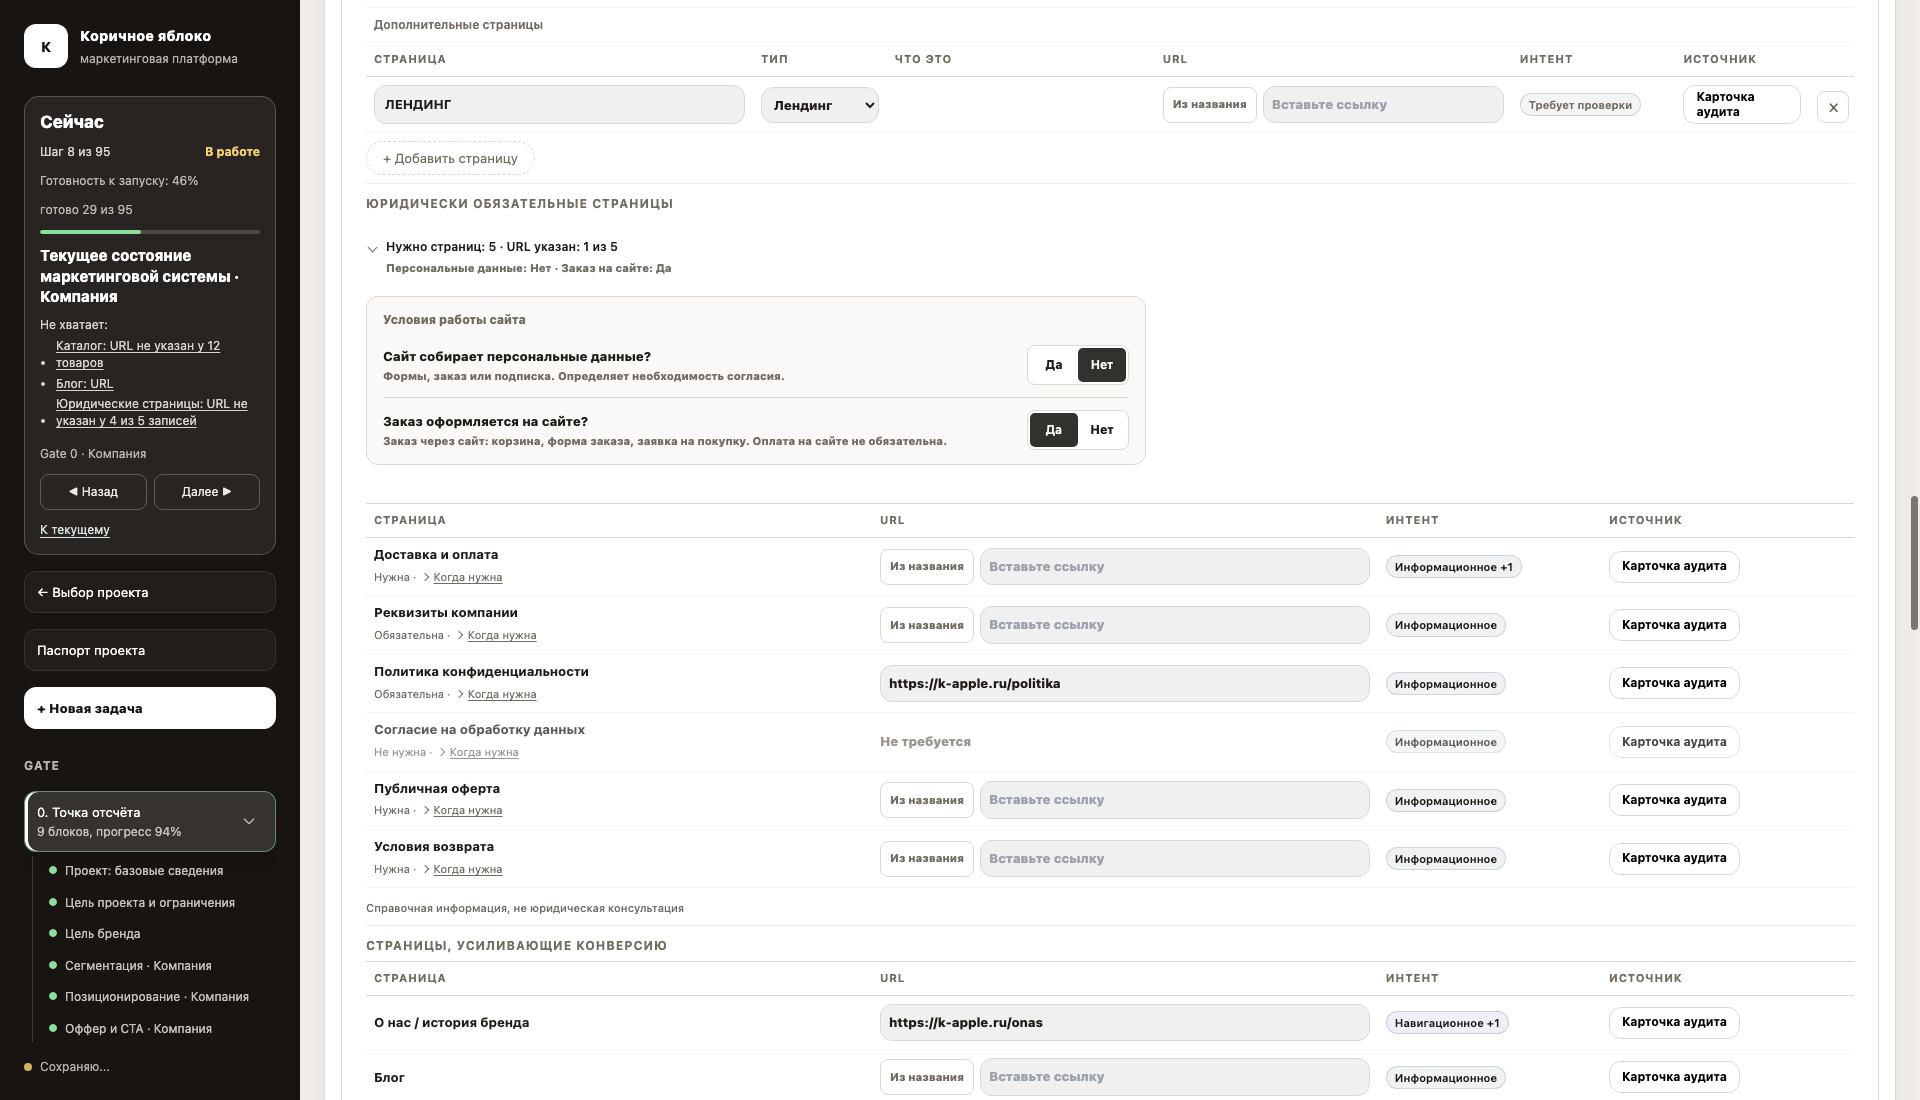 К
Коричное яблоко
маркетинговая платформа
Сейчас
Шаг 8 из 95
В работе
Готовность к запуску: 46%
готово 29 из 95
Текущее состояние
маркетинговой системы ·
Компания
Не хватает:
• Каталог: URL не указан у 12
товаров
• Блог: URL
• Юридические страницы: URL не
указан у 4 из 5 записей
Gate 0 · Компания
◀ Назад
Далее ▶
К текущему
← Выбор проекта
Паспорт проекта
+ Новая задача
GATE
0. Точка отсчёта
9 блоков, прогресс 94%
Проект: базовые сведения
Цель проекта и ограничения
Цель бренда
Сегментация · Компания
Позиционирование · Компания
Оффер и CTA · Компания
Сохраняю...
Дополнительные страницы
СТРАНИЦА ТИП ЧТО ЭТО URL ИНТЕНТ ИСТОЧНИК
ЛЕНДИНГ Лендинг Из названия Вставьте ссылку Требует проверки Карточка аудита ×
+ Добавить страницу
ЮРИДИЧЕСКИ ОБЯЗАТЕЛЬНЫЕ СТРАНИЦЫ
Нужно страниц: 5 · URL указан: 1 из 5
Персональные данные: Нет · Заказ на сайте: Да
Условия работы сайта
Сайт собирает персональные данные?
Формы, заказ или подписка. Определяет необходимость согласия.
Да Нет
Заказ оформляется на сайте?
Заказ через сайт: корзина, форма заказа, заявка на покупку. Оплата на сайте не обязательна.
Да Нет
СТРАНИЦА URL ИНТЕНТ ИСТОЧНИК
Доставка и оплата
Нужна · Когда нужна
Из названия Вставьте ссылку Информационное +1 Карточка аудита
Реквизиты компании
Обязательна · Когда нужна
Из названия Вставьте ссылку Информационное Карточка аудита
Политика конфиденциальности
Обязательна · Когда нужна
https://k-apple.ru/politika Информационное Карточка аудита
Согласие на обработку данных
Не нужна · Когда нужна
Не требуется Информационное Карточка аудита
Публичная оферта
Нужна · Когда нужна
Из названия Вставьте ссылку Информационное Карточка аудита
Условия возврата
Нужна · Когда нужна
Из названия Вставьте ссылку Информационное Карточка аудита
Справочная информация, не юридическая консультация
СТРАНИЦЫ, УСИЛИВАЮЩИЕ КОНВЕРСИЮ
СТРАНИЦА URL ИНТЕНТ ИСТОЧНИК
О нас / история бренда https://k-apple.ru/onas Навигационное +1 Карточка аудита
Блог Из названия Вставьте ссылку Информационное Карточка аудита